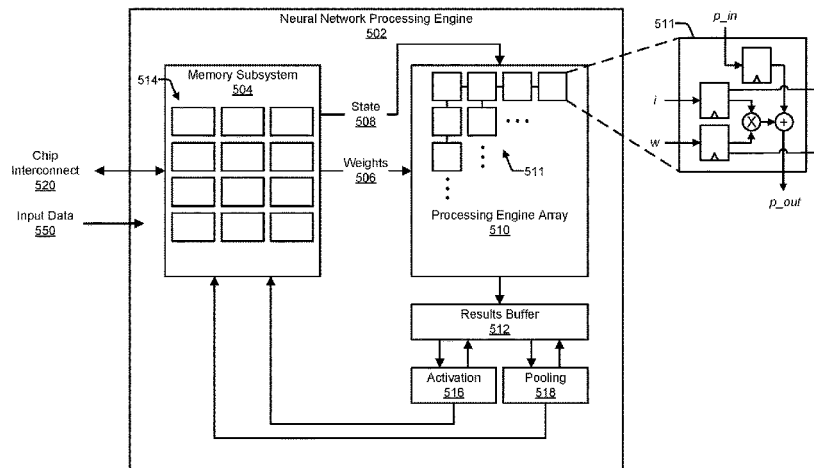 Neural Network Processing Engine
502
p_in
511
514
Memory Subsystem
504
State
508
i
w
Chip
Interconnect
520
Weights
506
511
p_out
Input Data
550
Processing Engine Array
510
Results Buffer
512
Activation
516
Pooling
518